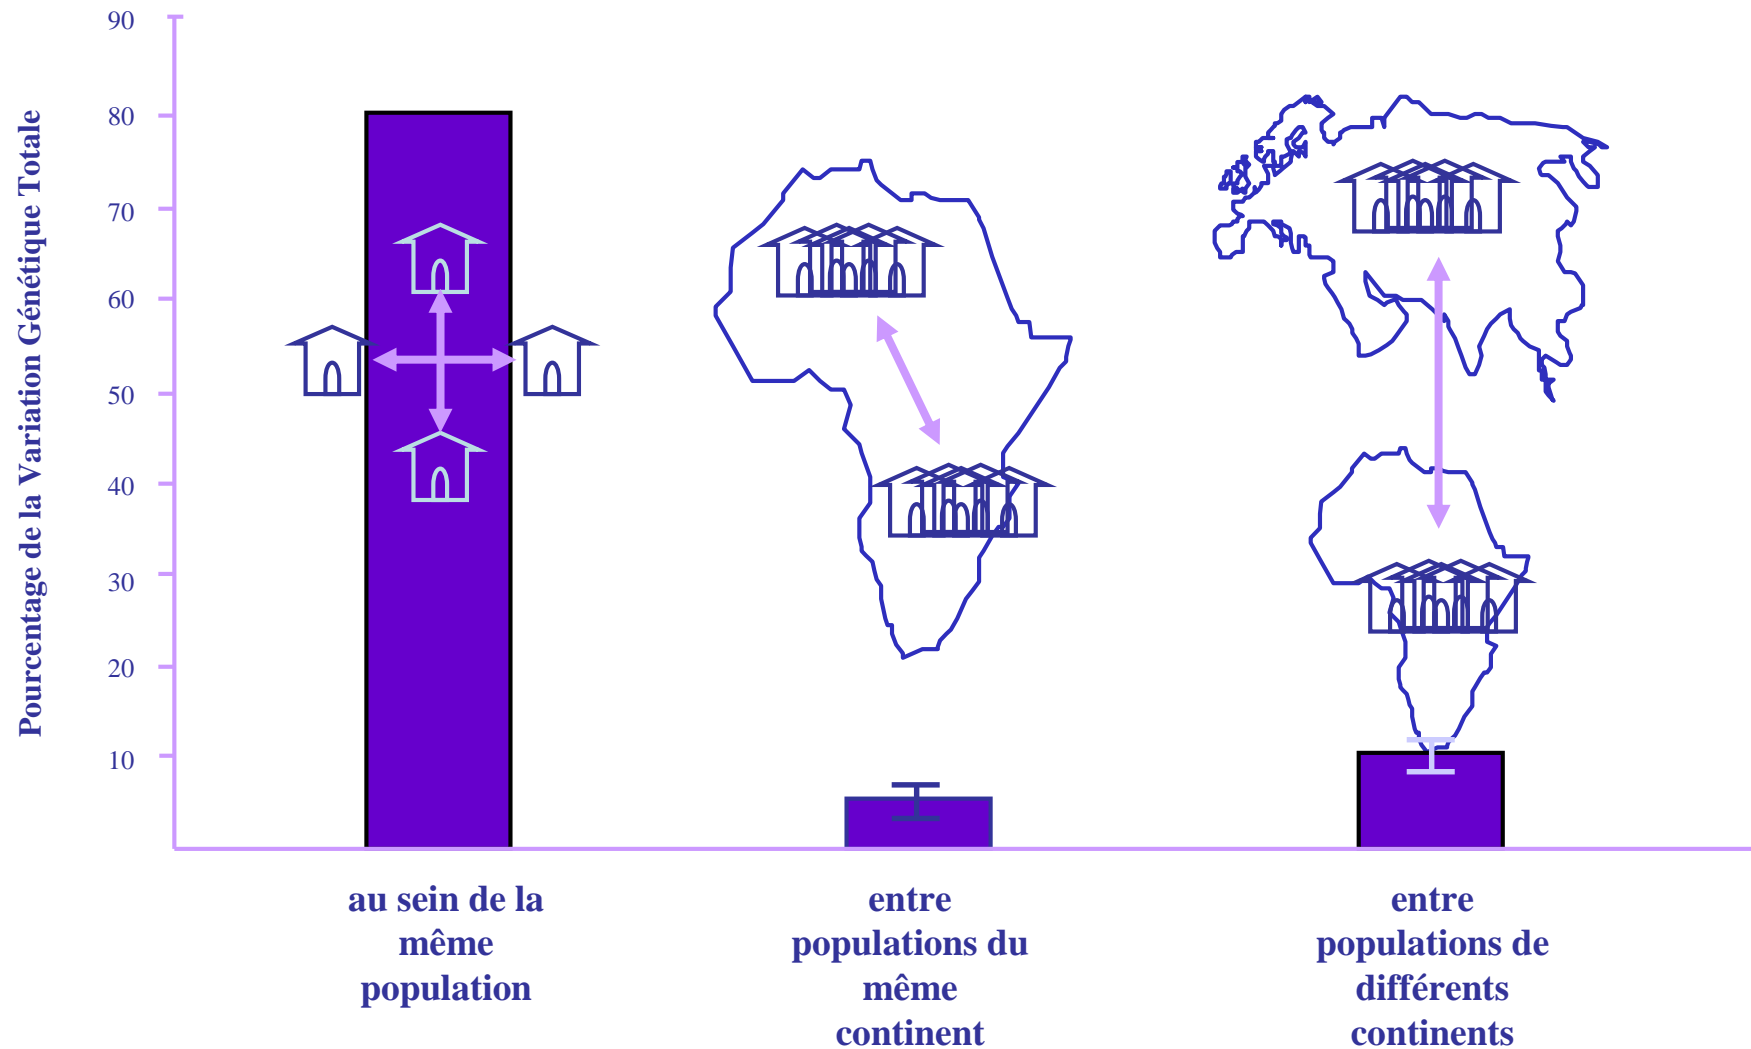 Pourcentage de la Variation Génétique Totale
90
80
70
60
50
40
30
20
10
au sein de la
même
population
entre
populations du
même
continent
entre
populations de
différents
continents